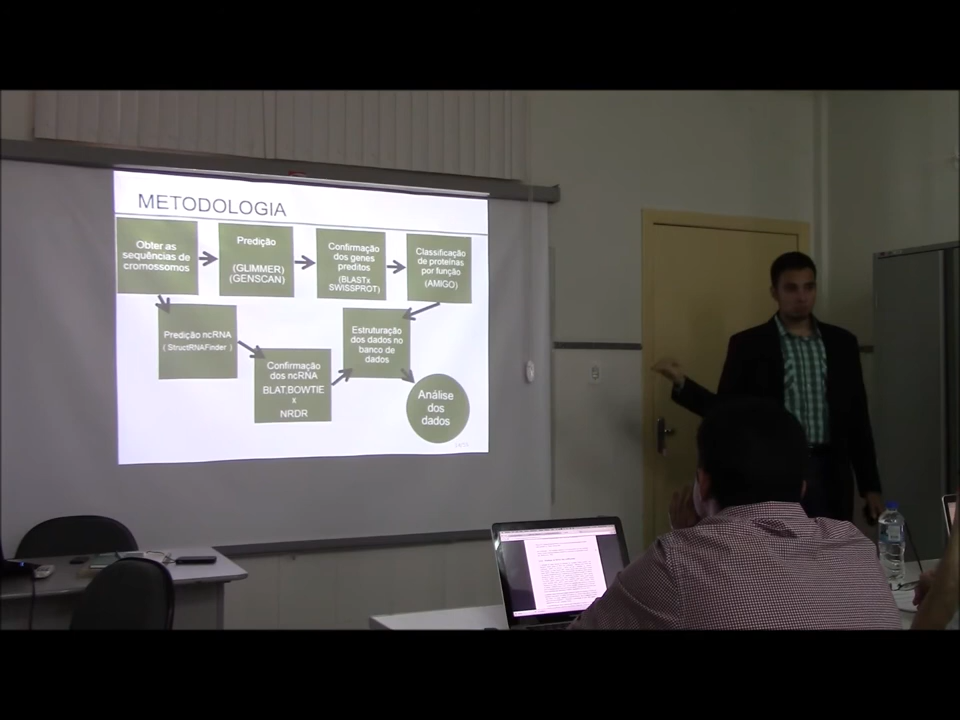 METODOLOGIA
Obter as
sequências de
cromossomos
Predição
(GLIMMER)
(GENSCAN)
Confirmação
dos genes
preditos
(BLASTx
SWISSPROT)
Classificação
de proteínas
por função
(AMIGO)
Predição ncRNA
( StructRNAFinder )
Confirmação
dos ncRNA
BLAT:BOWTIE
x
NRDR
Estruturação
dos dados no
banco de
dados
Análise
dos
dados